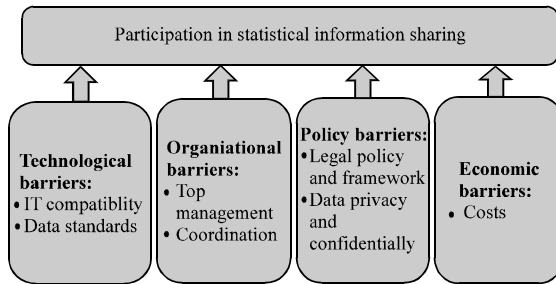 Participation in statistical information sharing
Technological
barriers:
• IT compatiblity
• Data standards
Organiational
barriers:
• Top
management
• Coordination
Policy barriers:
• Legal policy
and framework
• Data privacy
and
confidentially
Economic
barriers:
• Costs